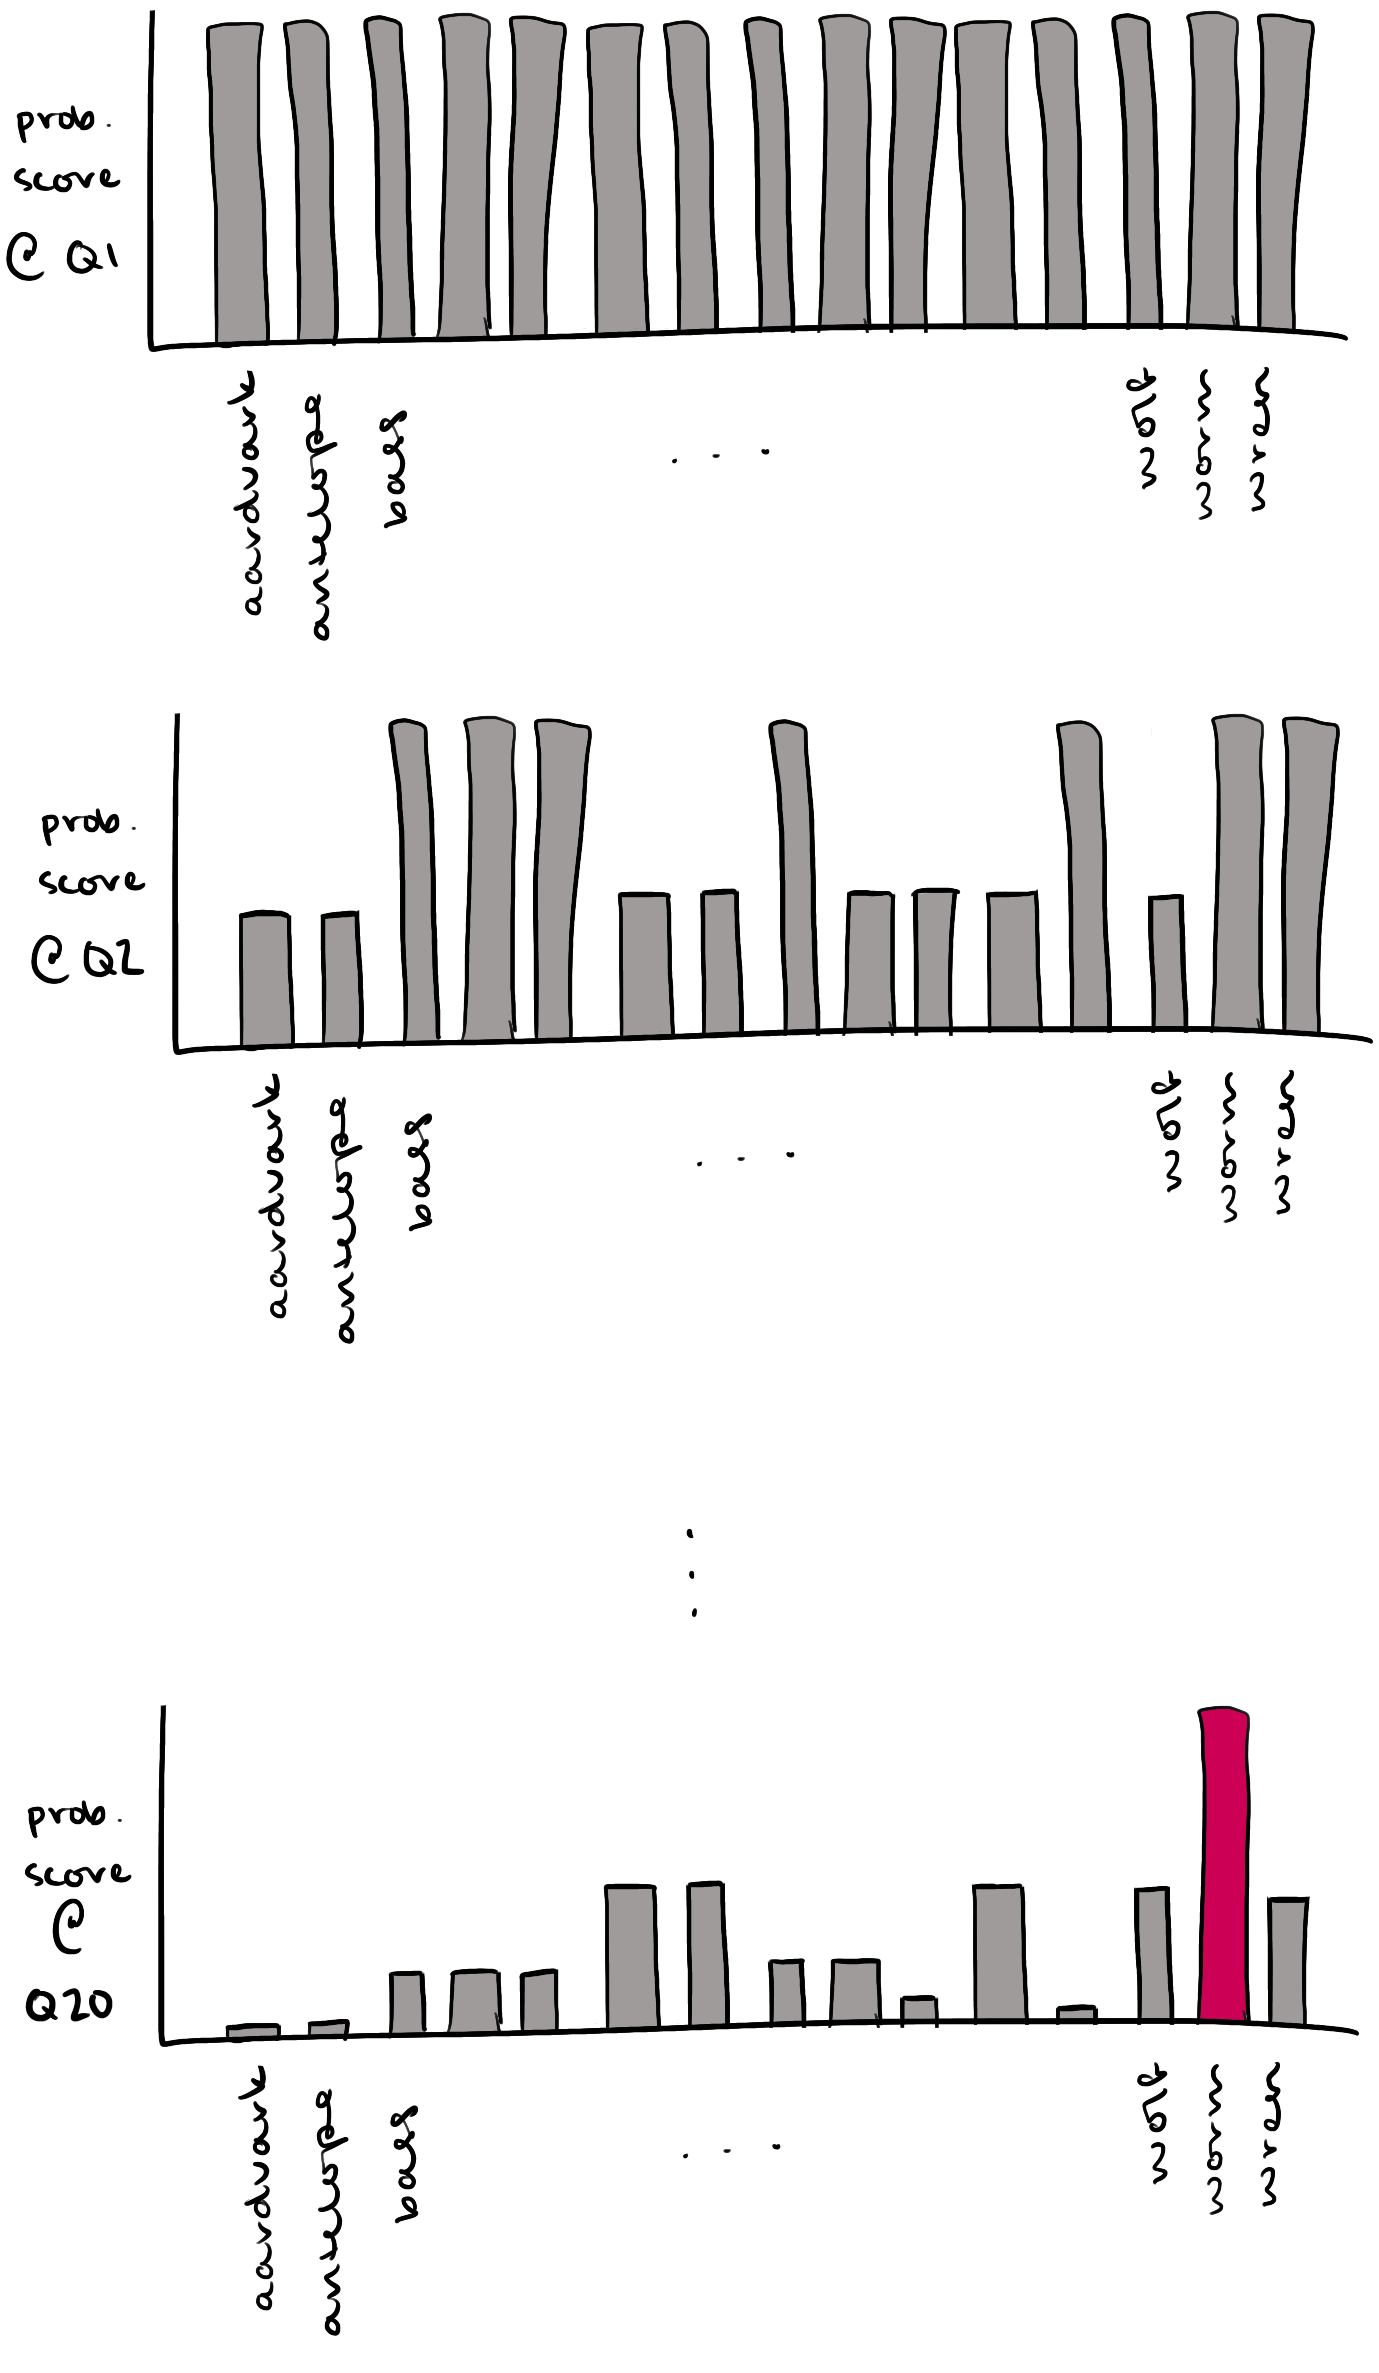 prob.
score
@ Q1
aardvark
antelope
bass
...
wolf
worm
wren
prob.
score
@ Q2
aardvark
antelope
bass
...
wolf
worm
wren
...
prob.
score
@
Q20
aardvark
antelope
bass
...
wolf
worm
wren